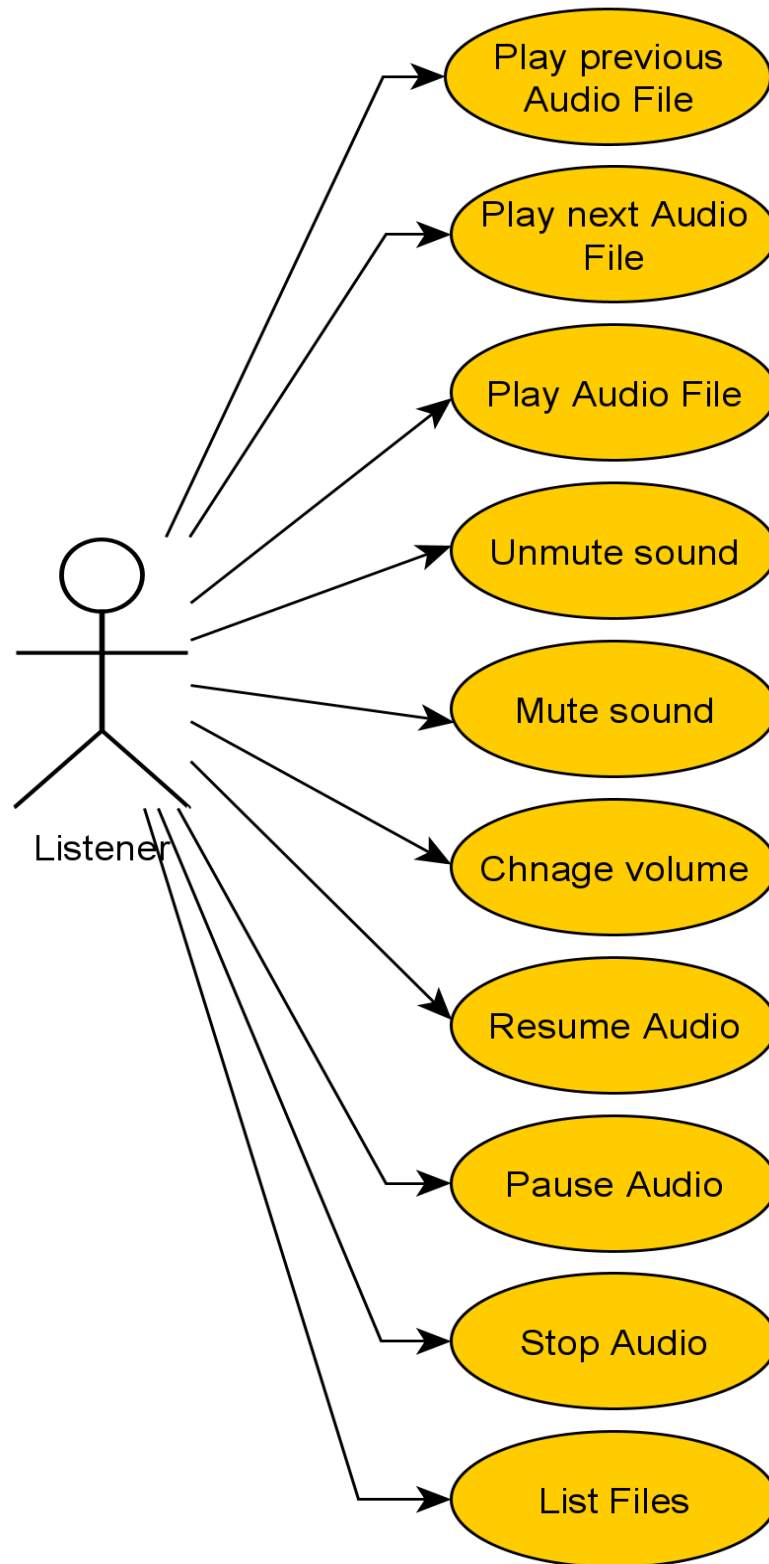 Play previous
Audio File
Play next Audio
File
Play Audio File
Unmute sound
Mute sound
Listener
Chnage volume
Resume Audio
Pause Audio
Stop Audio
List Files